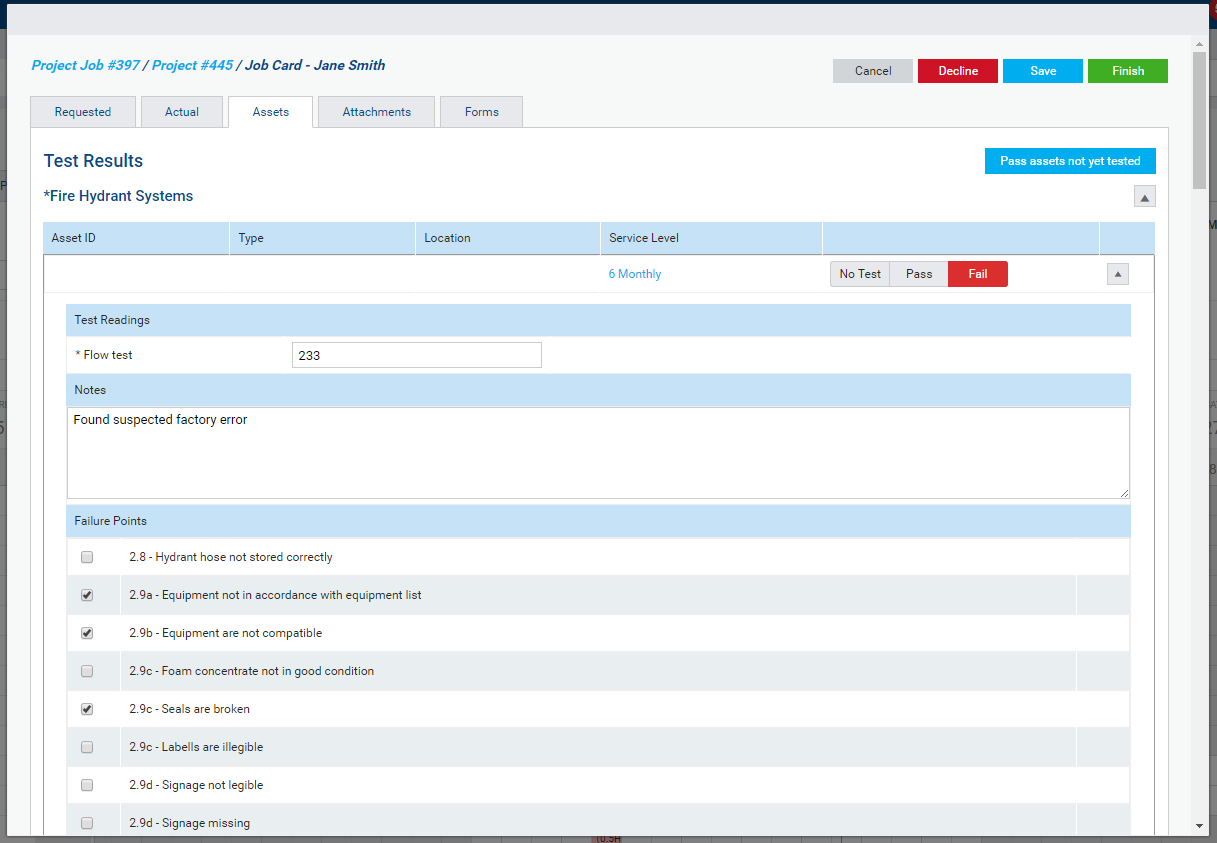 Project Job #397 / Project #445 / Job Card - Jane Smith
Cancel Decline Save Finish
Requested Actual Assets Attachments Forms
Test Results
Pass assets not yet tested
*Fire Hydrant Systems
Asset ID Type Location Service Level
6 Monthly No Test Pass Fail
Test Readings
* Flow test 233
Notes
Found suspected factory error
Failure Points
2.8 - Hydrant hose not stored correctly
2.9a - Equipment not in accordance with equipment list
2.9b - Equipment are not compatible
2.9c - Foam concentrate not in good condition
2.9c - Seals are broken
2.9c - Labells are illegible
2.9d - Signage not legible
2.9d - Signage missing